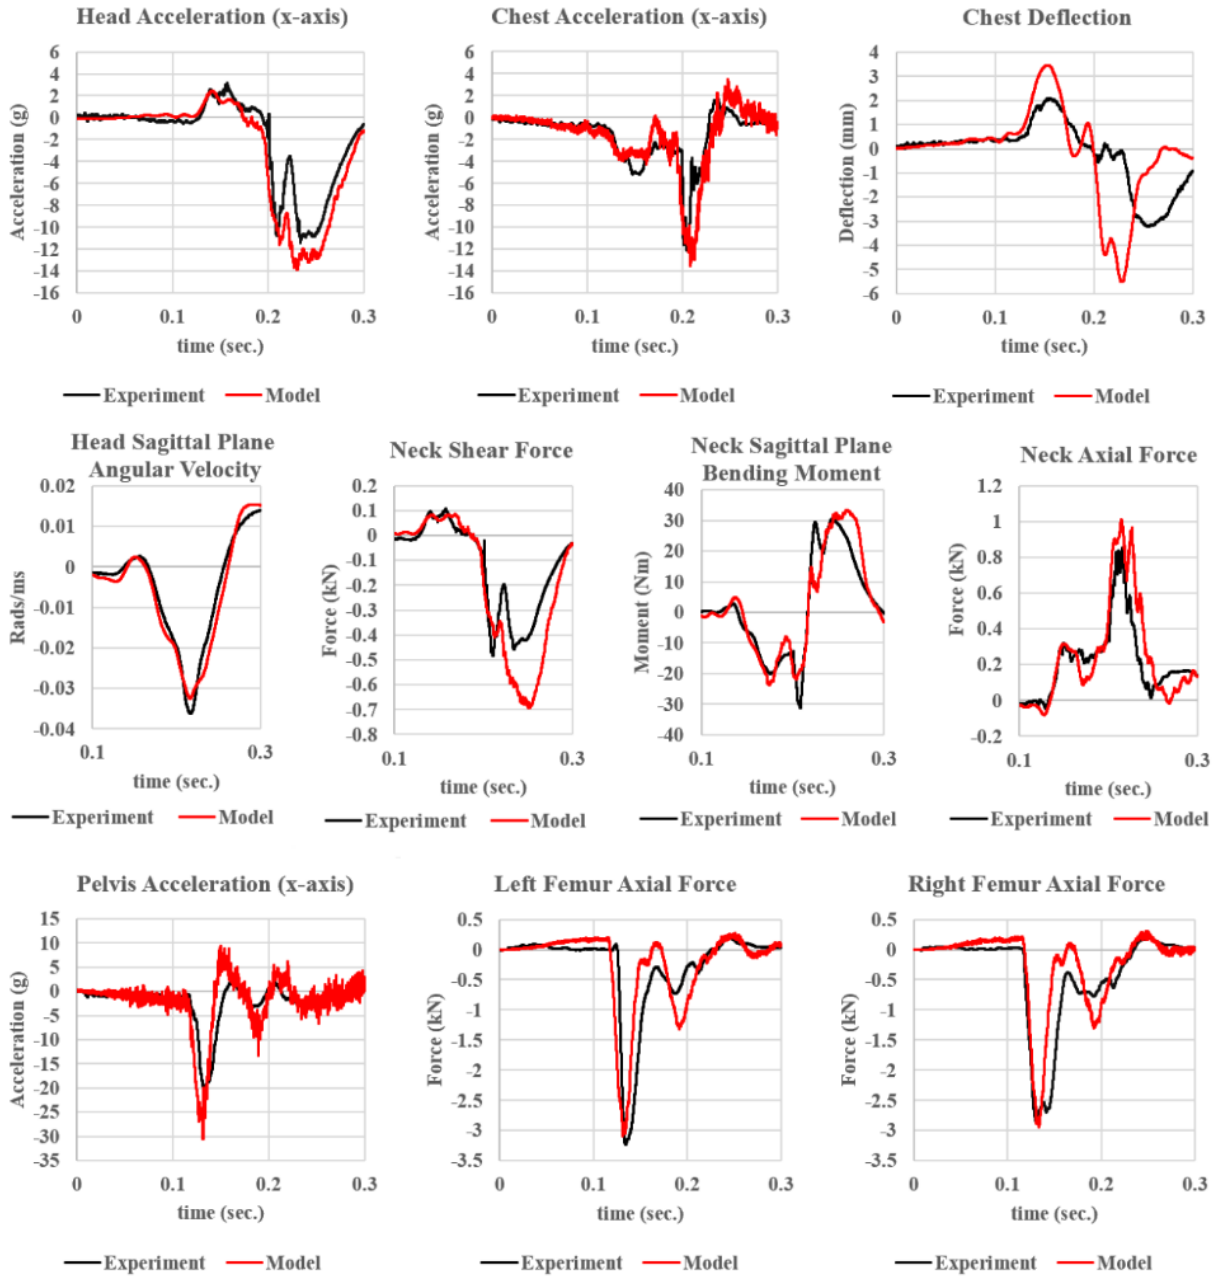 Head Acceleration (x-axis)
Acceleration (g)
6
4
2
0
-2
-4
-6
-8
-10
-12
-14
-16
0
0.1
0.2
0.3
time (sec.)
Experiment
Model
Chest Acceleration (x-axis)
Acceleration (g)
6
4
2
0
-2
-4
-6
-8
-10
-12
-14
-16
0
0.1
0.2
0.3
time (sec.)
Experiment
Model
Chest Deflection
Deflection (mm)
4
3
2
1
0
-1
-2
-3
-4
-5
-6
0
0.1
0.2
0.3
time (sec.)
Experiment
Model
Head Sagittal Plane
Angular Velocity
Rads/ms
0.02
0.01
0
-0.01
-0.02
-0.03
-0.04
0.1
0.3
time (sec.)
Experiment
Model
Neck Shear Force
Force (kN)
0.2
0.1
0
-0.1
-0.2
-0.3
-0.4
-0.5
-0.6
-0.7
-0.8
0.1
0.3
time (sec.)
Experiment
Model
Neck Sagittal Plane
Bending Moment
Moment (Nm)
40
30
20
10
0
-10
-20
-30
-40
0.1
0.3
time (sec.)
Experiment
Model
Neck Axial Force
Force (kN)
1.2
1
0.8
0.6
0.4
0.2
0
-0.2
0.1
0.3
time (sec.)
Experiment
Model
Pelvis Acceleration (x-axis)
Acceleration (g)
15
10
5
0
-5
-10
-15
-20
-25
-30
-35
0
0.1
0.2
0.3
time (sec.)
Experiment
Model
Left Femur Axial Force
Force (kN)
0.5
0
-0.5
-1
-1.5
-2
-2.5
-3
-3.5
0
0.1
0.2
0.3
time (sec.)
Experiment
Model
Right Femur Axial Force
Force (kN)
0.5
0
-0.5
-1
-1.5
-2
-2.5
-3
-3.5
0
0.1
0.2
0.3
time (sec.)
Experiment
Model